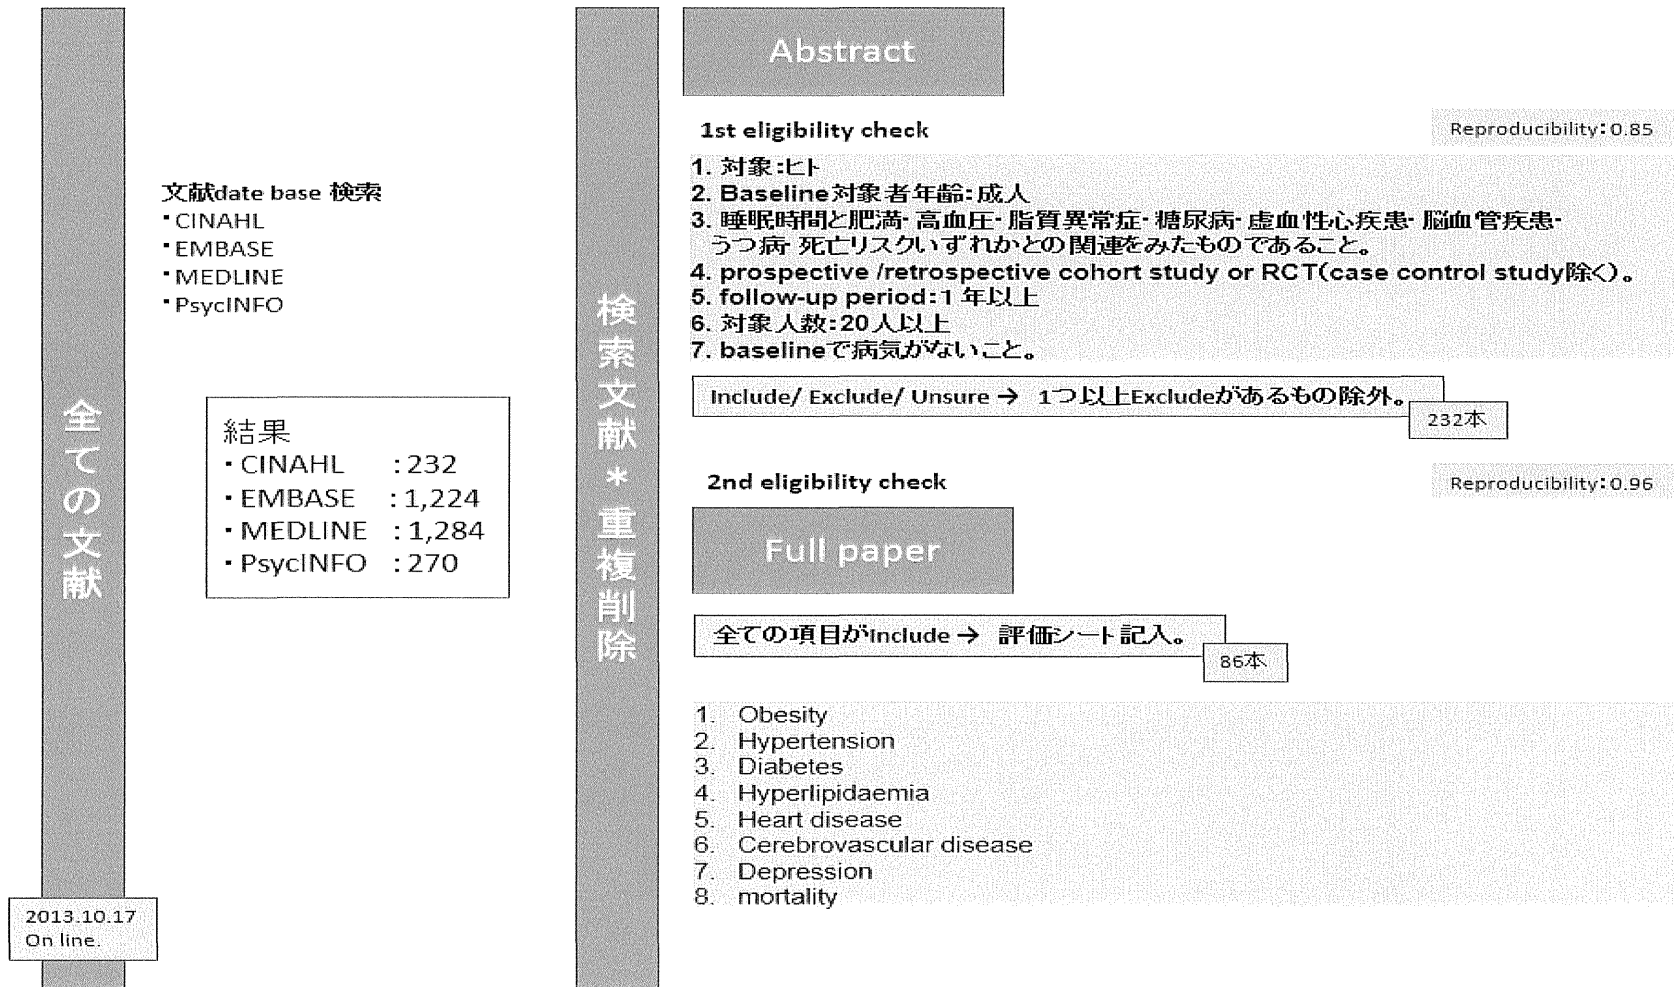 全ての文献
2013.10.17
On line.
文献date base 検索
・CINAHL
・EMBASE
・MEDLINE
・PsycINFO
結果
・CINAHL :232
・EMBASE :1,224
・MEDLINE :1,284
・PsycINFO :270
検索文献*重複削除
Abstract
1st eligibility check
Reproducibility:0.85
1. 対象:ヒト
2. Baseline対象者年齢:成人
3. 睡眠時間と肥満・高血圧・脂質異常症・糖尿病・虚血性心疾患・脳血管疾患・
うつ病・死亡リスクいずれかとの関連をみたものであること。
4. prospective /retrospective cohort study or RCT(case control study除く)。
5. follow-up period:1 年以上
6. 対象人数:20人以上
7. baselineで病気がないこと。
Include/ Exclude/ Unsure → 1つ以上Excludeがあるもの除外。
232本
2nd eligibility check
Reproducibility:0.96
Full paper
全ての項目がInclude → 評価シート記入。
86本
1. Obesity
2. Hypertension
3. Diabetes
4. Hyperlipidaemia
5. Heart disease
6. Cerebrovascular disease
7. Depression
8. mortality